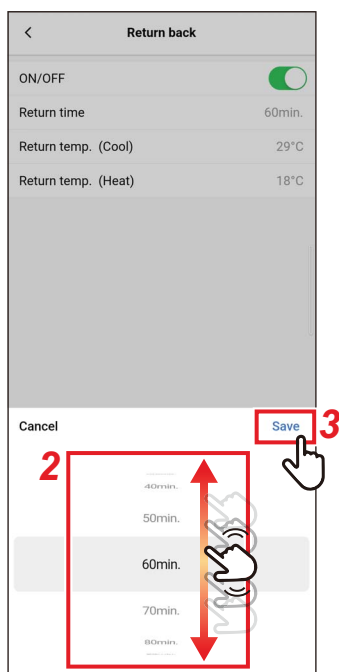 Return back
ON/OFF
Return time 60min.
Return temp. (Cool) 29°C
Return temp. (Heat) 18°C
Cancel Save 3
2
40min.
50min.
60min.
70min.
80min.